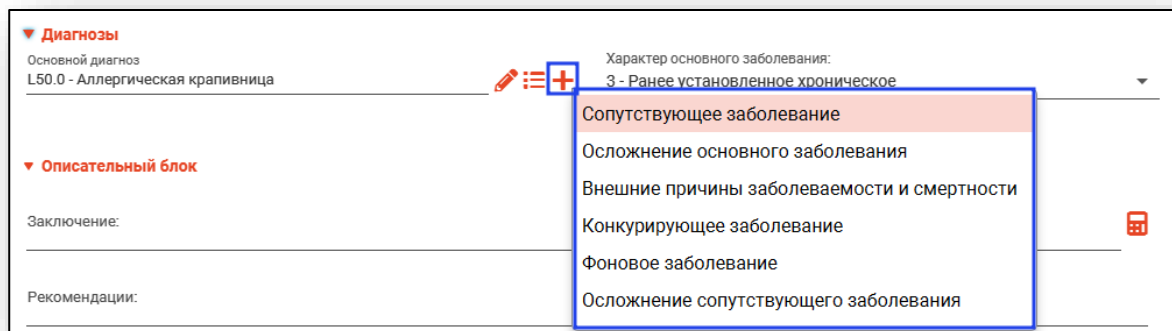 Диагнозы
Основной диагноз
Характер основного заболевания:
L50.0 - Аллергическая крапивница
3 - Ранее установленное хроническое
Сопутствующее заболевание
Осложнение основного заболевания
Внешние причины заболеваемости и смертности
Конкурирующее заболевание
Фоновое заболевание
Осложнение сопутствующего заболевания
Описательный блок
Заключение:
Рекомендации: